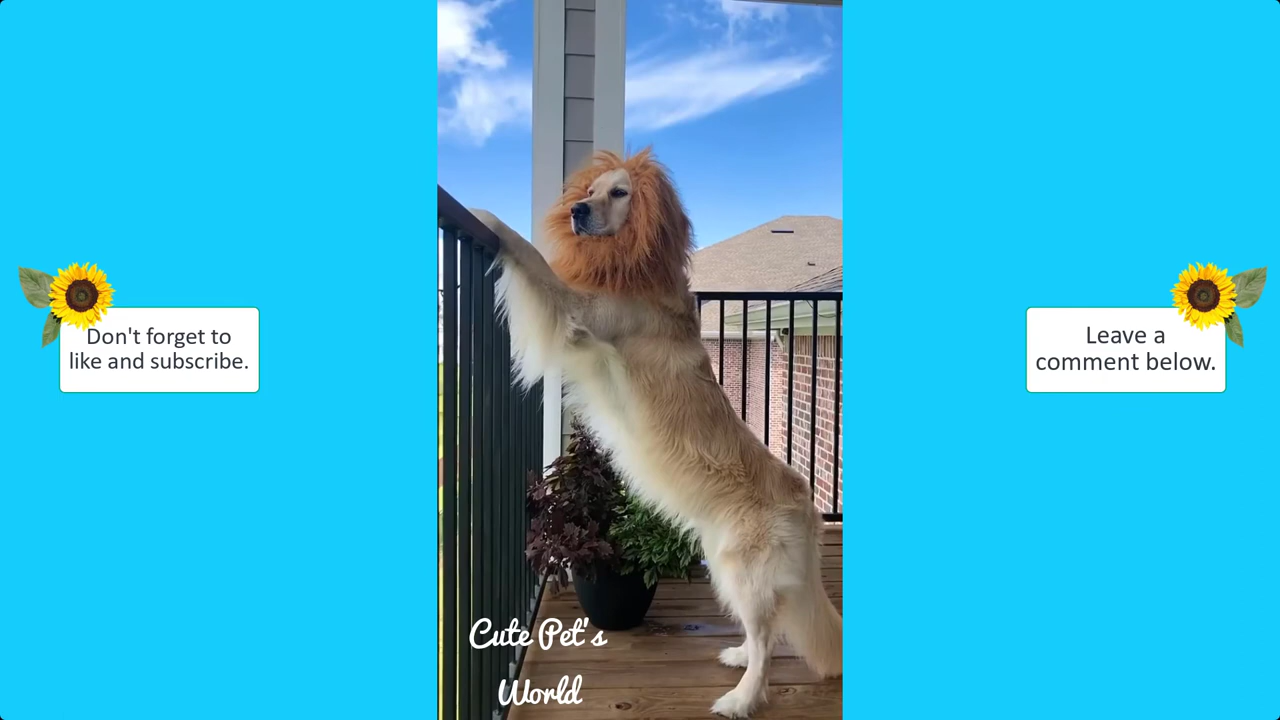 Don't forget to
like and subscribe.
Leave a
comment below.
Cute Pet's
World